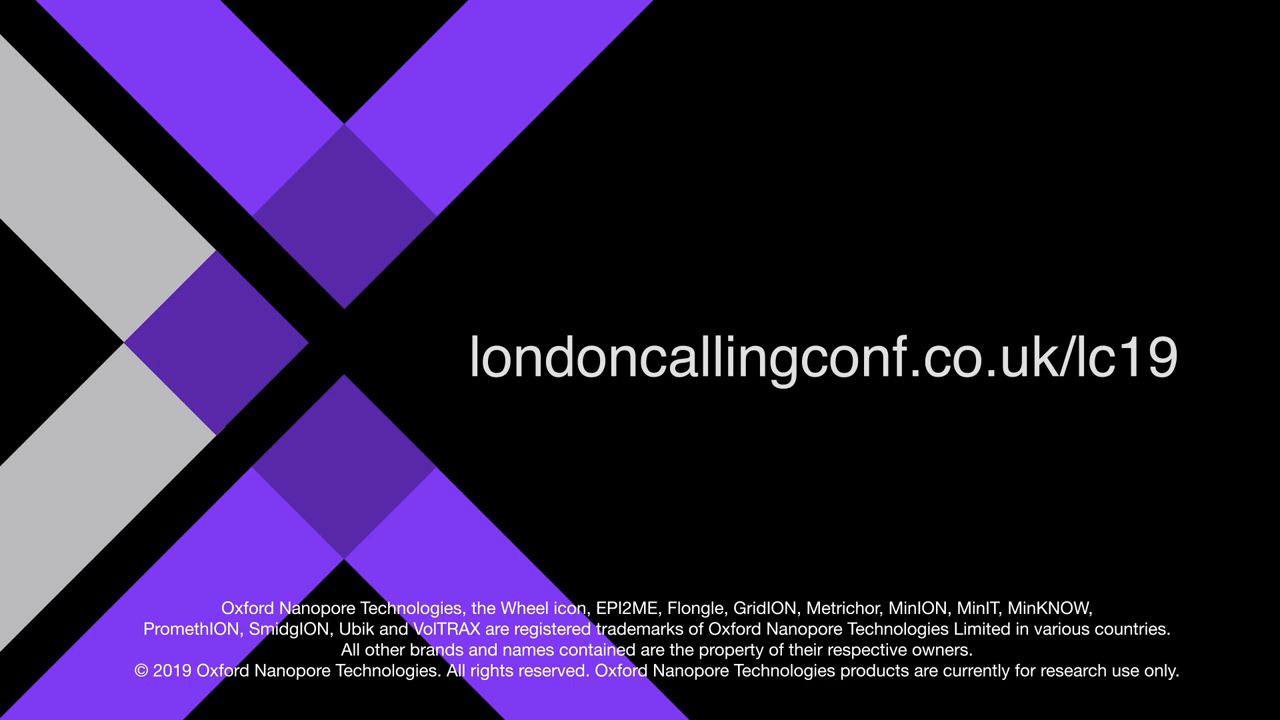 londoncallingconf.co.uk/lc19
Oxford Nanopore Technologies, the Wheel icon, EPI2ME, Flongle, GridION, Metrichor, MinION, MinIT, MinKNOW,
PromethION, SmidgION, Ubik and VolTRAX are registered trademarks of Oxford Nanopore Technologies Limited in various countries.
All other brands and names contained are the property of their respective owners.
© 2019 Oxford Nanopore Technologies. All rights reserved. Oxford Nanopore Technologies products are currently for research use only.